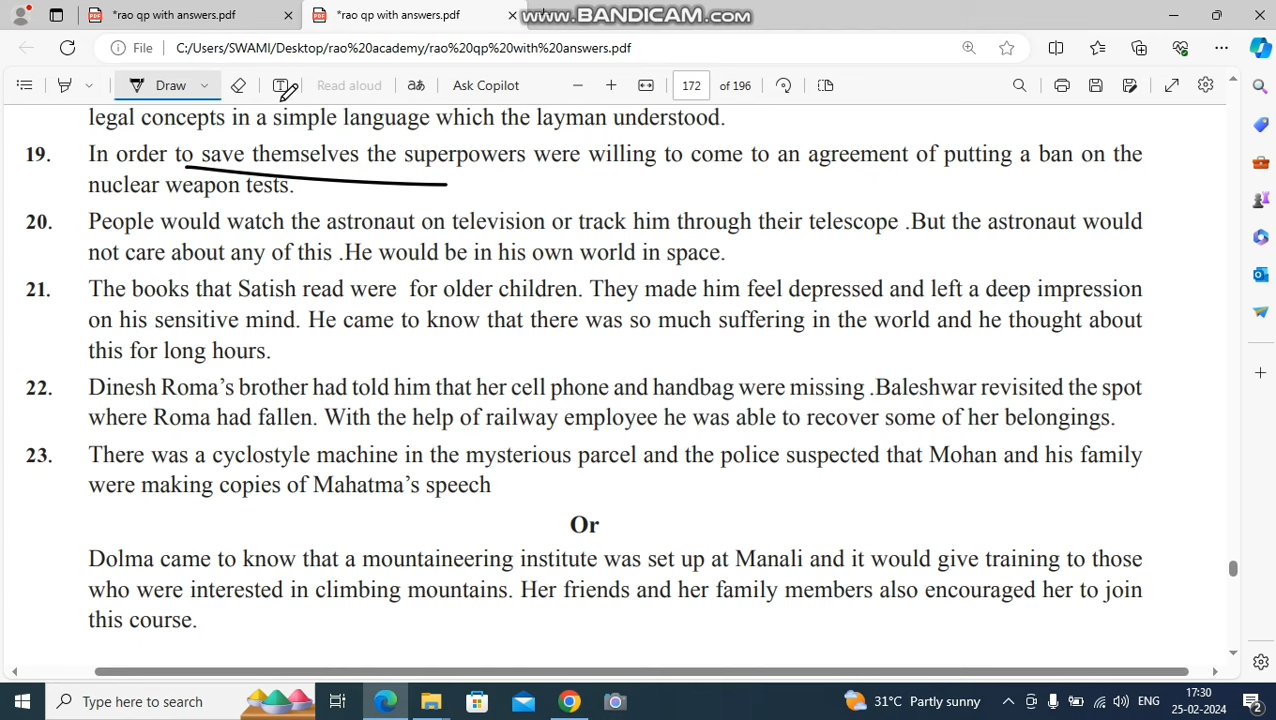 *rao qp with answers.pdf
*rao qp with answers.pdf
www.BANDICAM.com
File
C:/Users/SWAMI/Desktop/rao%20academy/rao%20qp%20with%20answers.pdf
Draw
Read aloud
aあ
Ask Copilot
172
of 196
legal concepts in a simple language which the layman understood.
19. In order to save themselves the superpowers were willing to come to an agreement of putting a ban on the
nuclear weapon tests.
20. People would watch the astronaut on television or track him through their telescope .But the astronaut would
not care about any of this .He would be in his own world in space.
21. The books that Satish read were for older children. They made him feel depressed and left a deep impression
on his sensitive mind. He came to know that there was so much suffering in the world and he thought about
this for long hours.
22. Dinesh Roma's brother had told him that her cell phone and handbag were missing .Baleshwar revisited the spot
where Roma had fallen. With the help of railway employee he was able to recover some of her belongings.
23. There was a cyclostyle machine in the mysterious parcel and the police suspected that Mohan and his family
were making copies of Mahatma's speech
Or
Dolma came to know that a mountaineering institute was set up at Manali and it would give training to those
who were interested in climbing mountains. Her friends and her family members also encouraged her to join
this course.
Type here to search
31°C Partly sunny
ENG
17:30
25-02-2024
2